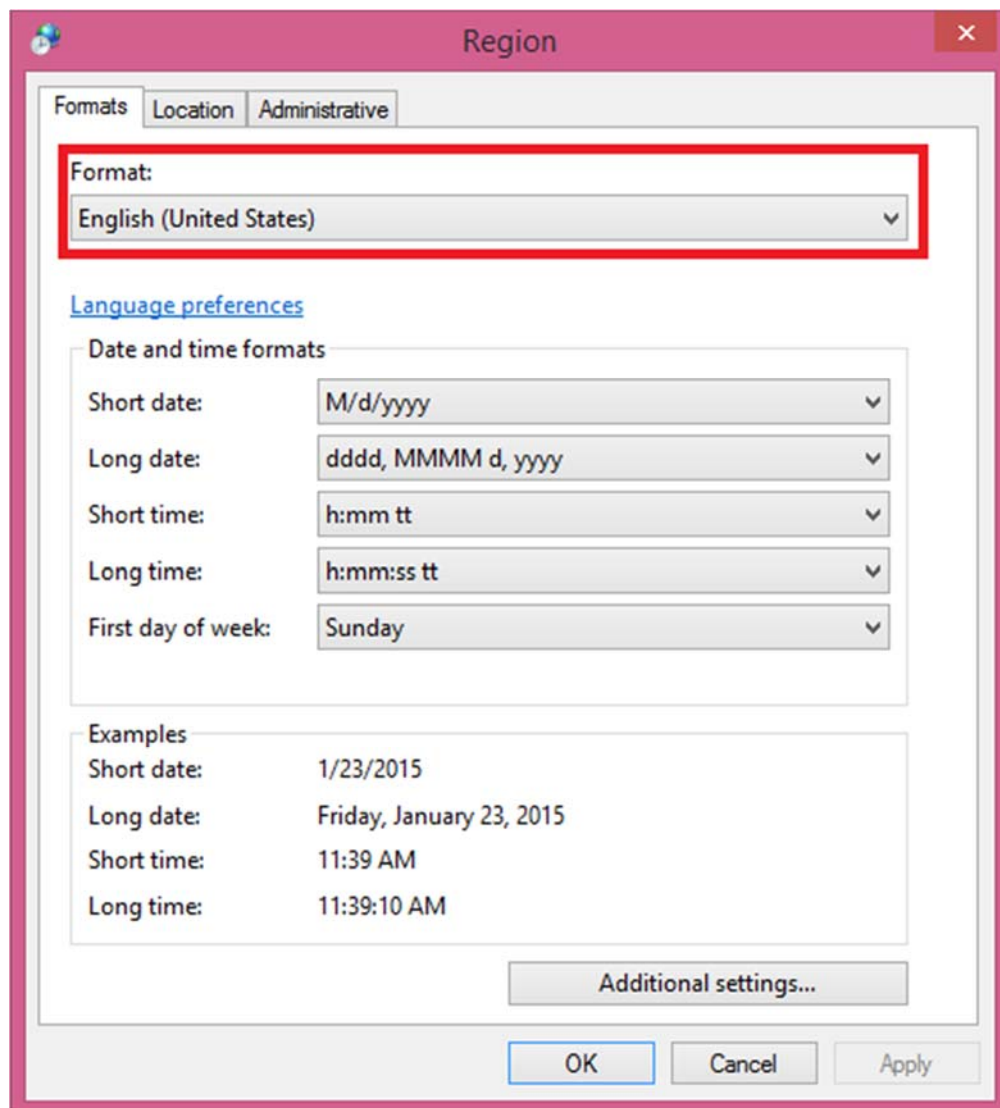 Region
Formats Location Administrative
Format:
English (United States)
Language preferences
Date and time formats
Short date: M/d/yyyy
Long date: dddd, MMMM d, yyyy
Short time: h:mm tt
Long time: h:mm:ss tt
First day of week: Sunday
Examples
Short date: 1/23/2015
Long date: Friday, January 23, 2015
Short time: 11:39 AM
Long time: 11:39:10 AM
Additional settings...
OK Cancel Apply